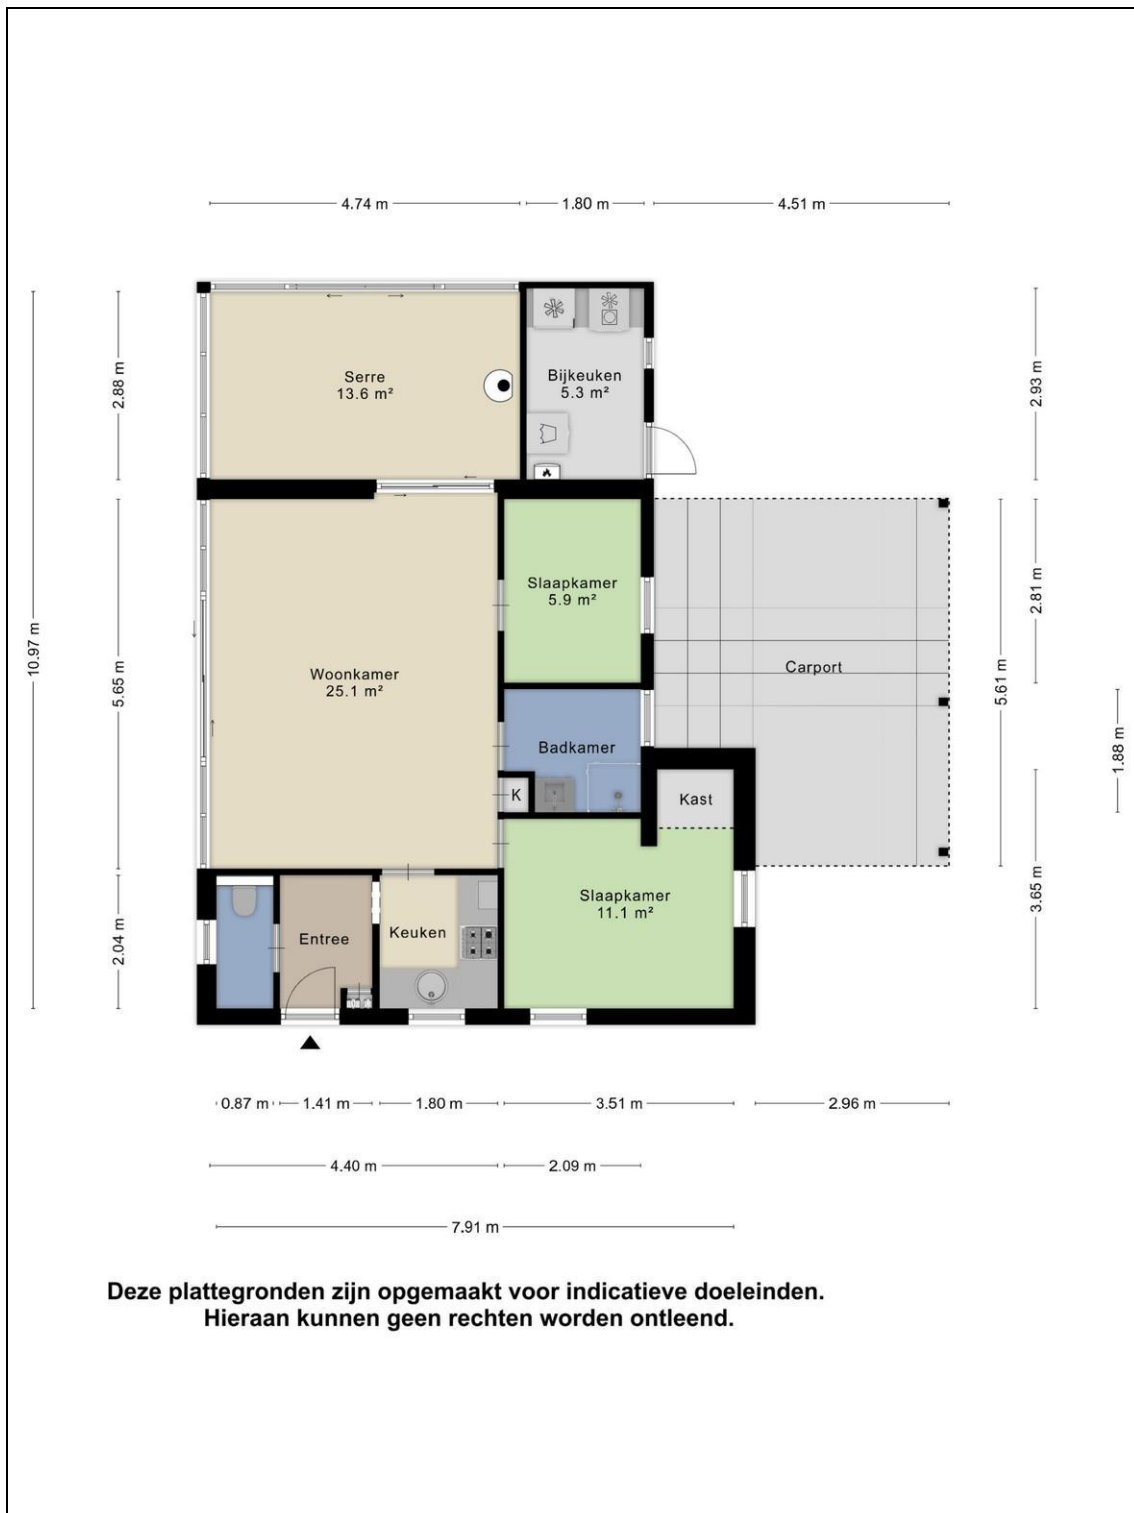 4.74 m
1.80 m
4.51 m
10.97 m
2.88 m
5.65 m
2.04 m
Serre
13.6 m²
Bijkeuken
5.3 m²
Slaapkamer
5.9 m²
Woonkamer
25.1 m²
Carport
Badkamer
K
Kast
Slaapkamer
11.1 m²
Entree
Keuken
2.93 m
2.81 m
5.61 m
1.88 m
3.65 m
0.87 m
1.41 m
1.80 m
3.51 m
2.96 m
4.40 m
2.09 m
7.91 m
Deze plattegronden zijn opgemaakt voor indicatieve doeleinden.
Hieraan kunnen geen rechten worden ontleend.